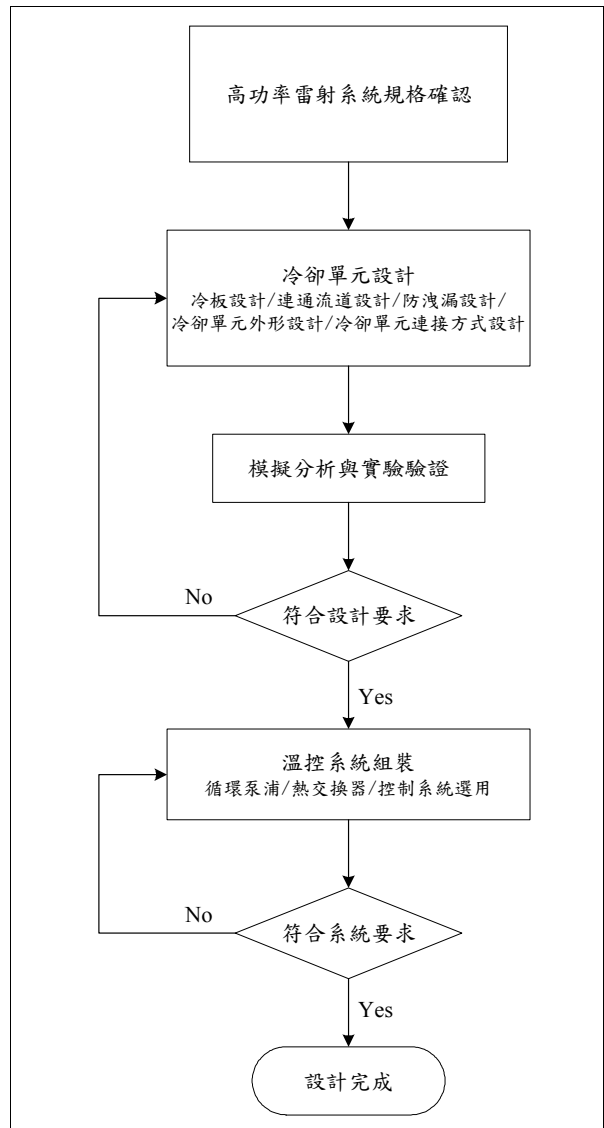 高功率雷射系統規格確認
冷卻單元設計
冷板設計/連通流道設計/防洩漏設計/
冷卻單元外形設計/冷卻單元連接方式設計
模擬分析與實驗驗證
No
符合設計要求
Yes
溫控系統組裝
循環泵浦/熱交換器/控制系統選用
No
符合系統要求
Yes
設計完成